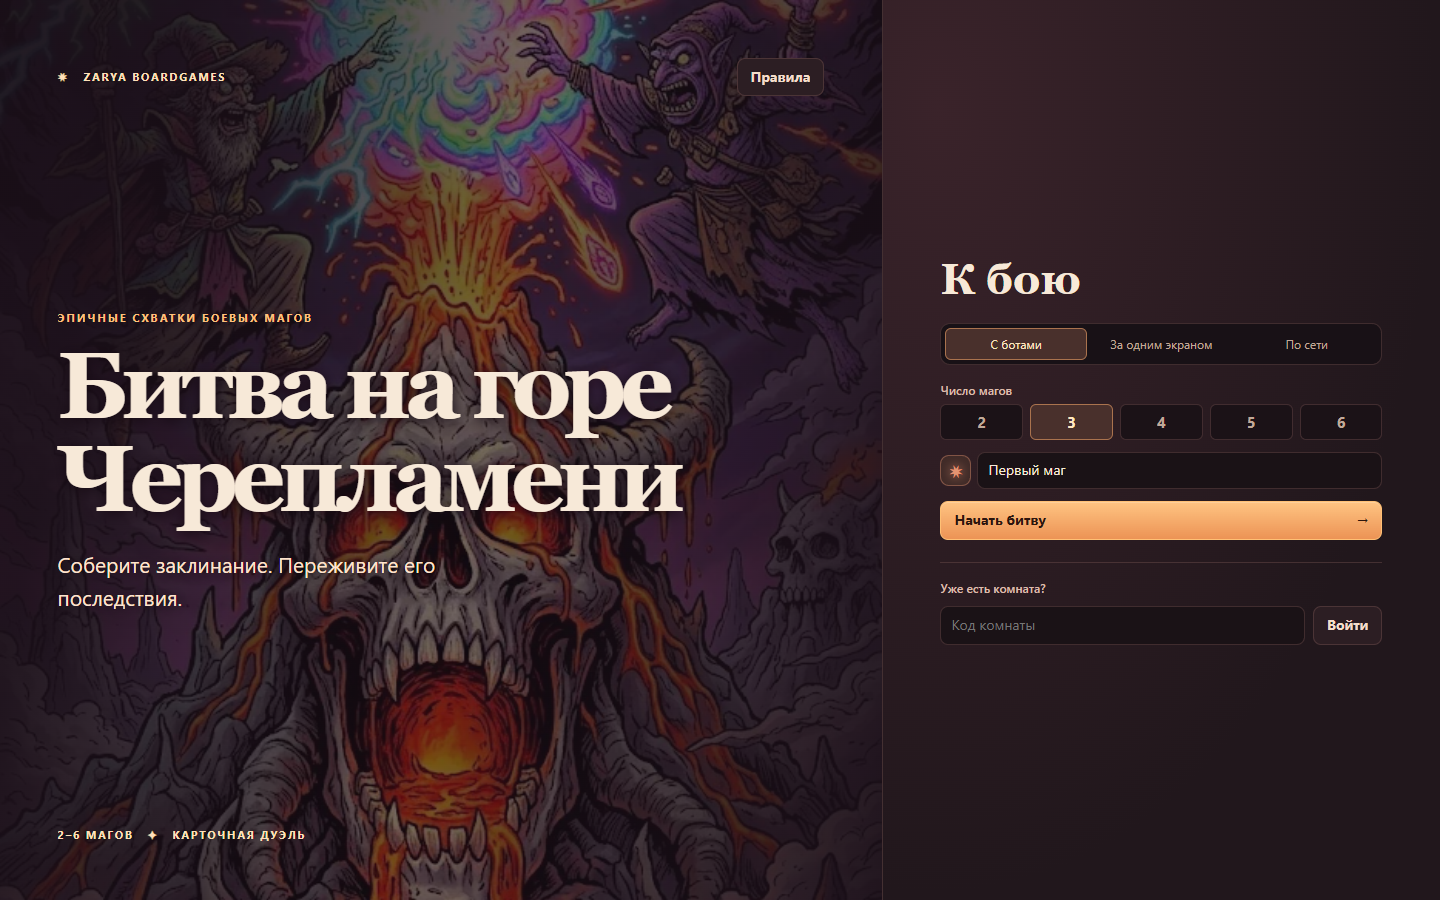 ZARYA BOARDGAMES
Правила
ЭПИЧНЫЕ СХВАТКИ БОЕВЫХ МАГОВ
Битва на горе
Черепламени
Соберите заклинание. Переживите его
последствия.
2–6 МАГОВ ✦ КАРТОЧНАЯ ДУЭЛЬ
К бою
С ботами За одним экраном По сети
Число магов
2 3 4 5 6
Первый маг
Начать битву →
Уже есть комната?
Код комнаты Войти